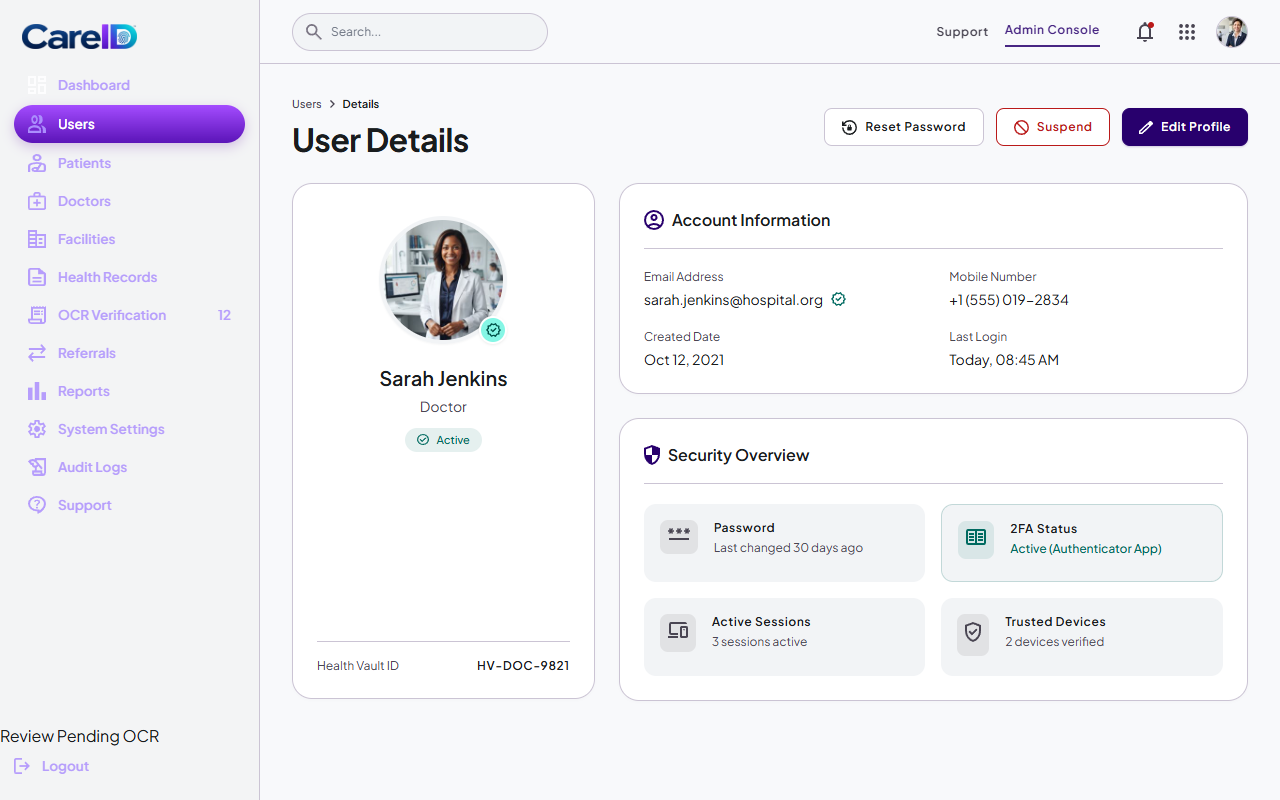 CareID
Dashboard
Users
Patients
Doctors
Facilities
Health Records
OCR Verification 12
Referrals
Reports
System Settings
Audit Logs
Support
Review Pending OCR
Logout
Search...
Support
Admin Console
Users > Details
User Details
Reset Password
Suspend
Edit Profile
Sarah Jenkins
Doctor
Active
Health Vault ID HV-DOC-9821
Account Information
Email Address
sarah.jenkins@hospital.org
Mobile Number
+1 (555) 019-2834
Created Date
Oct 12, 2021
Last Login
Today, 08:45 AM
Security Overview
Password
Last changed 30 days ago
2FA Status
Active (Authenticator App)
Active Sessions
3 sessions active
Trusted Devices
2 devices verified